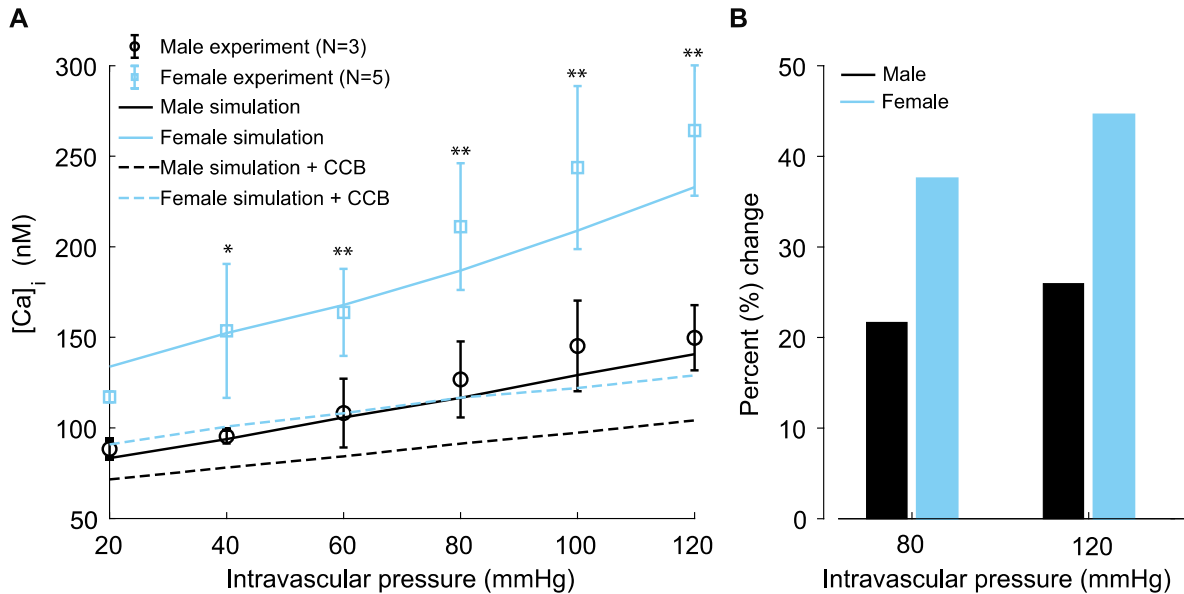 A
Male experiment (N=3)
Female experiment (N=5)
Male simulation
Female simulation
Male simulation + CCB
Female simulation + CCB
* ** ** ** **
[Ca]i (nM)
300
250
200
150
100
50
20 40 60 80 100 120
Intravascular pressure (mmHg)
B
Male
Female
Percent (%) change
50
40
30
20
10
0
80 120
Intravascular pressure (mmHg)